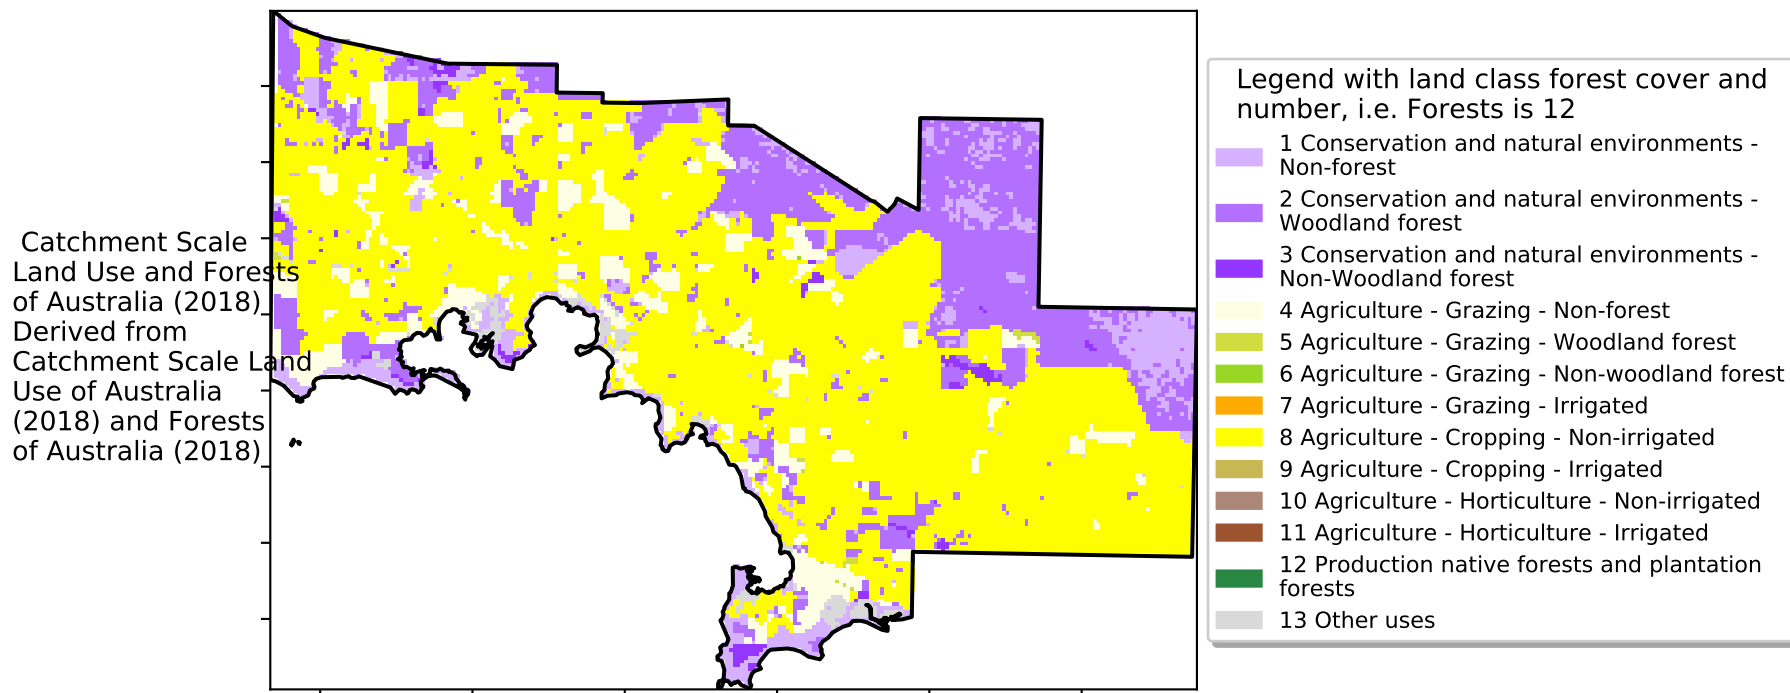 Catchment Scale
Land Use and Forests
of Australia (2018)
Derived from
Catchment Scale Land
Use of Australia
(2018) and Forests
of Australia (2018)
Legend with land class forest cover and
number, i.e. Forests is 12
1 Conservation and natural environments -
Non-forest
2 Conservation and natural environments -
Woodland forest
3 Conservation and natural environments -
Non-Woodland forest
4 Agriculture - Grazing - Non-forest
5 Agriculture - Grazing - Woodland forest
6 Agriculture - Grazing - Non-woodland forest
7 Agriculture - Grazing - Irrigated
8 Agriculture - Cropping - Non-irrigated
9 Agriculture - Cropping - Irrigated
10 Agriculture - Horticulture - Non-irrigated
11 Agriculture - Horticulture - Irrigated
12 Production native forests and plantation
forests
13 Other uses